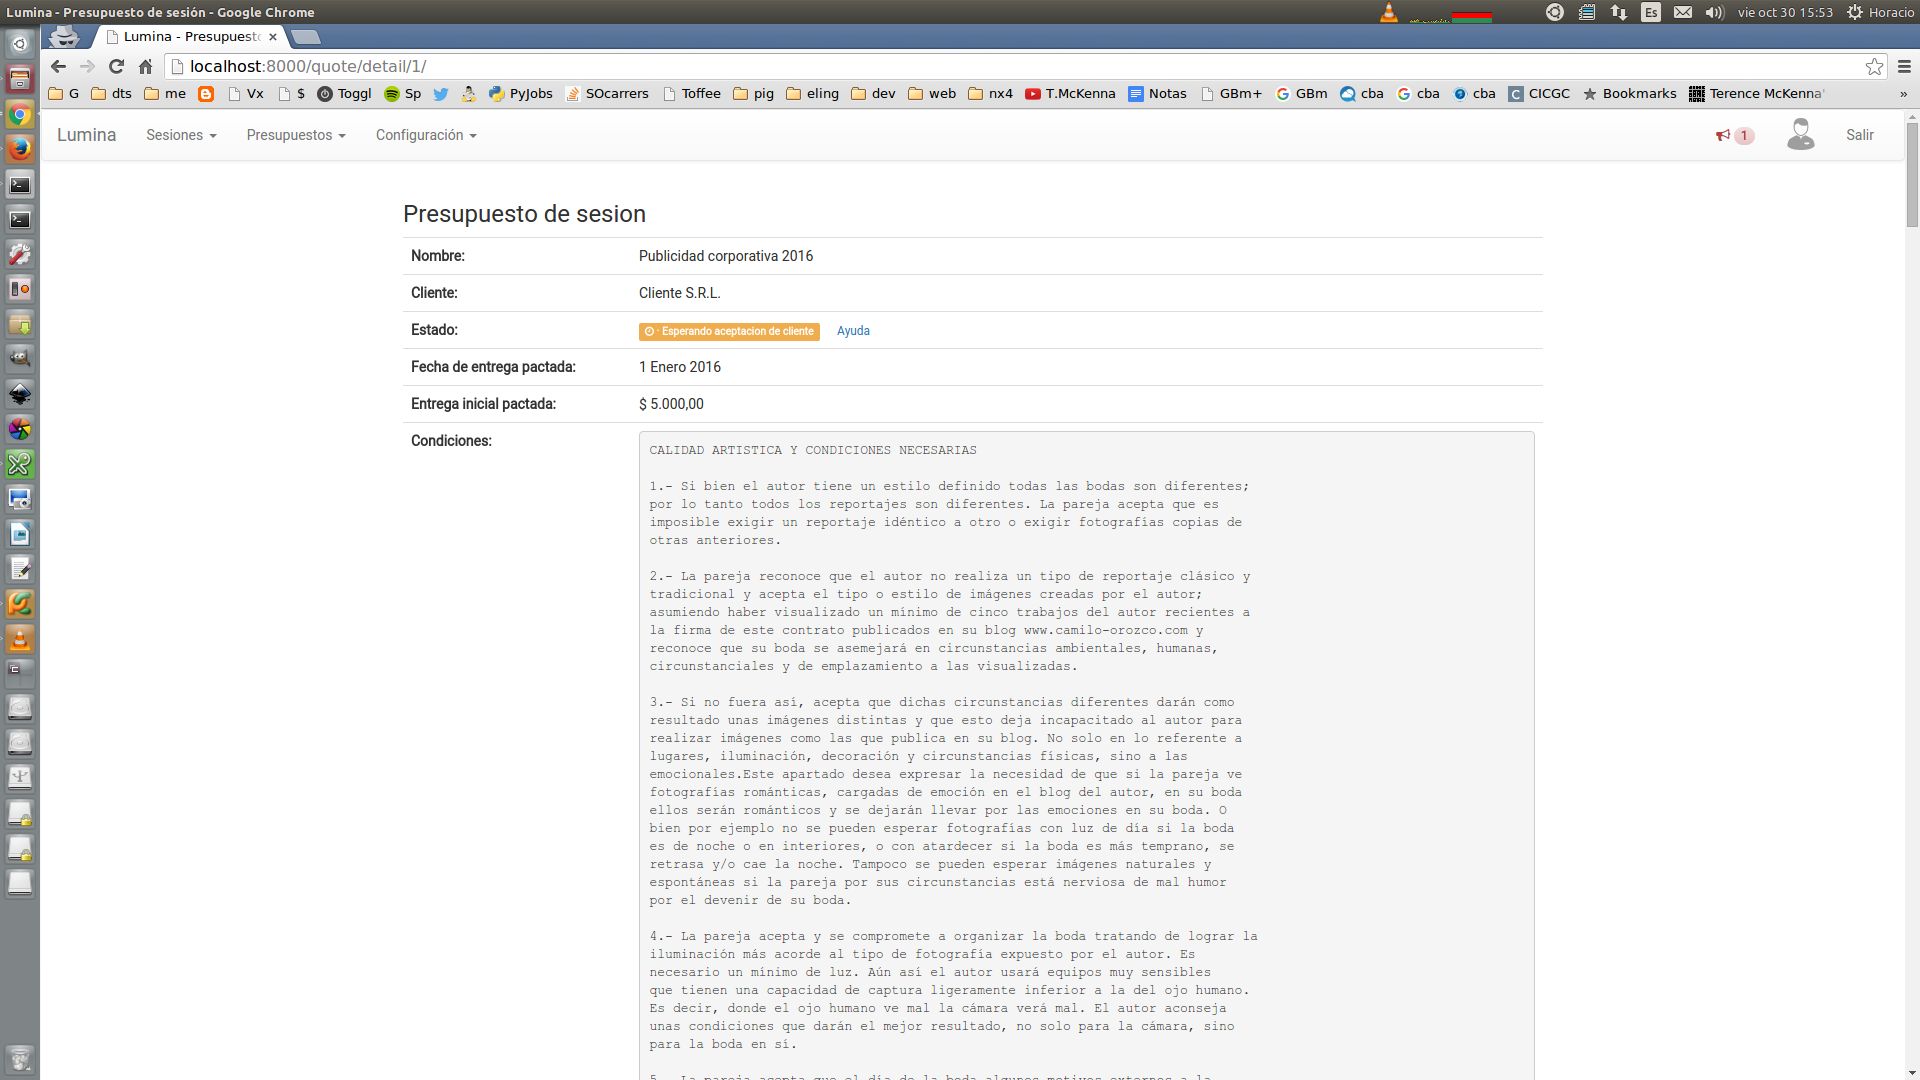 Lumina - Presupuesto de sesión - Google Chrome
Es
vie oct 30 15:53
Horacio
Lumina - Presupuest
localhost:8000/quote/detail/1/
G dts me Vx $ Toggl Sp PyJobs SOcarrers Toffee pig eling dev web nx4 T.McKenna Notas GBm+ GBm cba cba cba CICGC Bookmarks Terence McKenna' »
Lumina Sesiones Presupuestos Configuración 1 Salir
Presupuesto de sesion
Nombre: Publicidad corporativa 2016
Cliente: Cliente S.R.L.
Estado: · Esperando aceptacion de cliente Ayuda
Fecha de entrega pactada: 1 Enero 2016
Entrega inicial pactada: $ 5.000,00
Condiciones:
CALIDAD ARTISTICA Y CONDICIONES NECESARIAS
1.- Si bien el autor tiene un estilo definido todas las bodas son diferentes;
por lo tanto todos los reportajes son diferentes. La pareja acepta que es
imposible exigir un reportaje idéntico a otro o exigir fotografías copias de
otras anteriores.
2.- La pareja reconoce que el autor no realiza un tipo de reportaje clásico y
tradicional y acepta el tipo o estilo de imágenes creadas por el autor;
asumiendo haber visualizado un mínimo de cinco trabajos del autor recientes a
la firma de este contrato publicados en su blog www.camilo-orozco.com y
reconoce que su boda se asemejará en circunstancias ambientales, humanas,
circunstanciales y de emplazamiento a las visualizadas.
3.- Si no fuera así, acepta que dichas circunstancias diferentes darán como
resultado unas imágenes distintas y que esto deja incapacitado al autor para
realizar imágenes como las que publica en su blog. No solo en lo referente a
lugares, iluminación, decoración y circunstancias físicas, sino a las
emocionales.Este apartado desea expresar la necesidad de que si la pareja ve
fotografías románticas, cargadas de emoción en el blog del autor, en su boda
ellos serán románticos y se dejarán llevar por las emociones en su boda. O
bien por ejemplo no se pueden esperar fotografías con luz de día si la boda
es de noche o en interiores, o con atardecer si la boda es más temprano, se
retrasa y/o cae la noche. Tampoco se pueden esperar imágenes naturales y
espontáneas si la pareja por sus circunstancias está nerviosa de mal humor
por el devenir de su boda.
4.- La pareja acepta y se compromete a organizar la boda tratando de lograr la
iluminación más acorde al tipo de fotografía expuesto por el autor. Es
necesario un mínimo de luz. Aún así el autor usará equipos muy sensibles
que tienen una capacidad de captura ligeramente inferior a la del ojo humano.
Es decir, donde el ojo humano ve mal la cámara verá mal. El autor aconseja
unas condiciones que darán el mejor resultado, no solo para la cámara, sino
para la boda en sí.
5.- La pareja acepta que el día de la boda algunos motivos externos a la